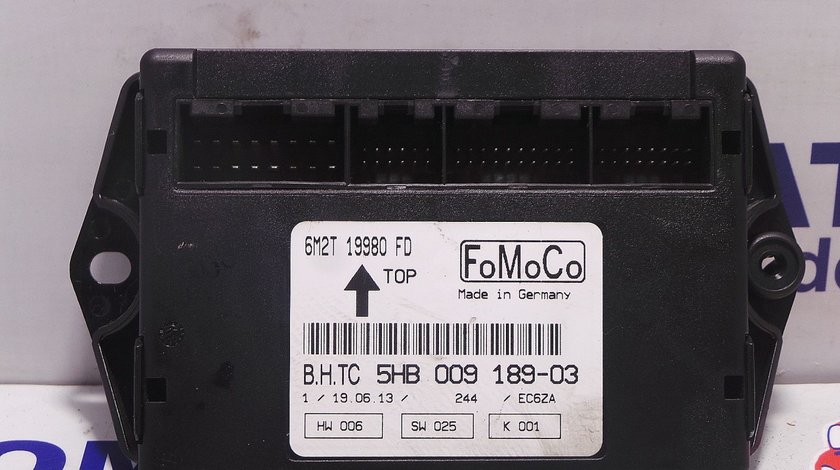 6M2T 19980 FD
FoMoCo
TOP
Made in Germany
B.H.TC 5HB 009 189-03
1 / 19.06.13 / 244 / EC6ZA
HW 006 SW 025 K 001